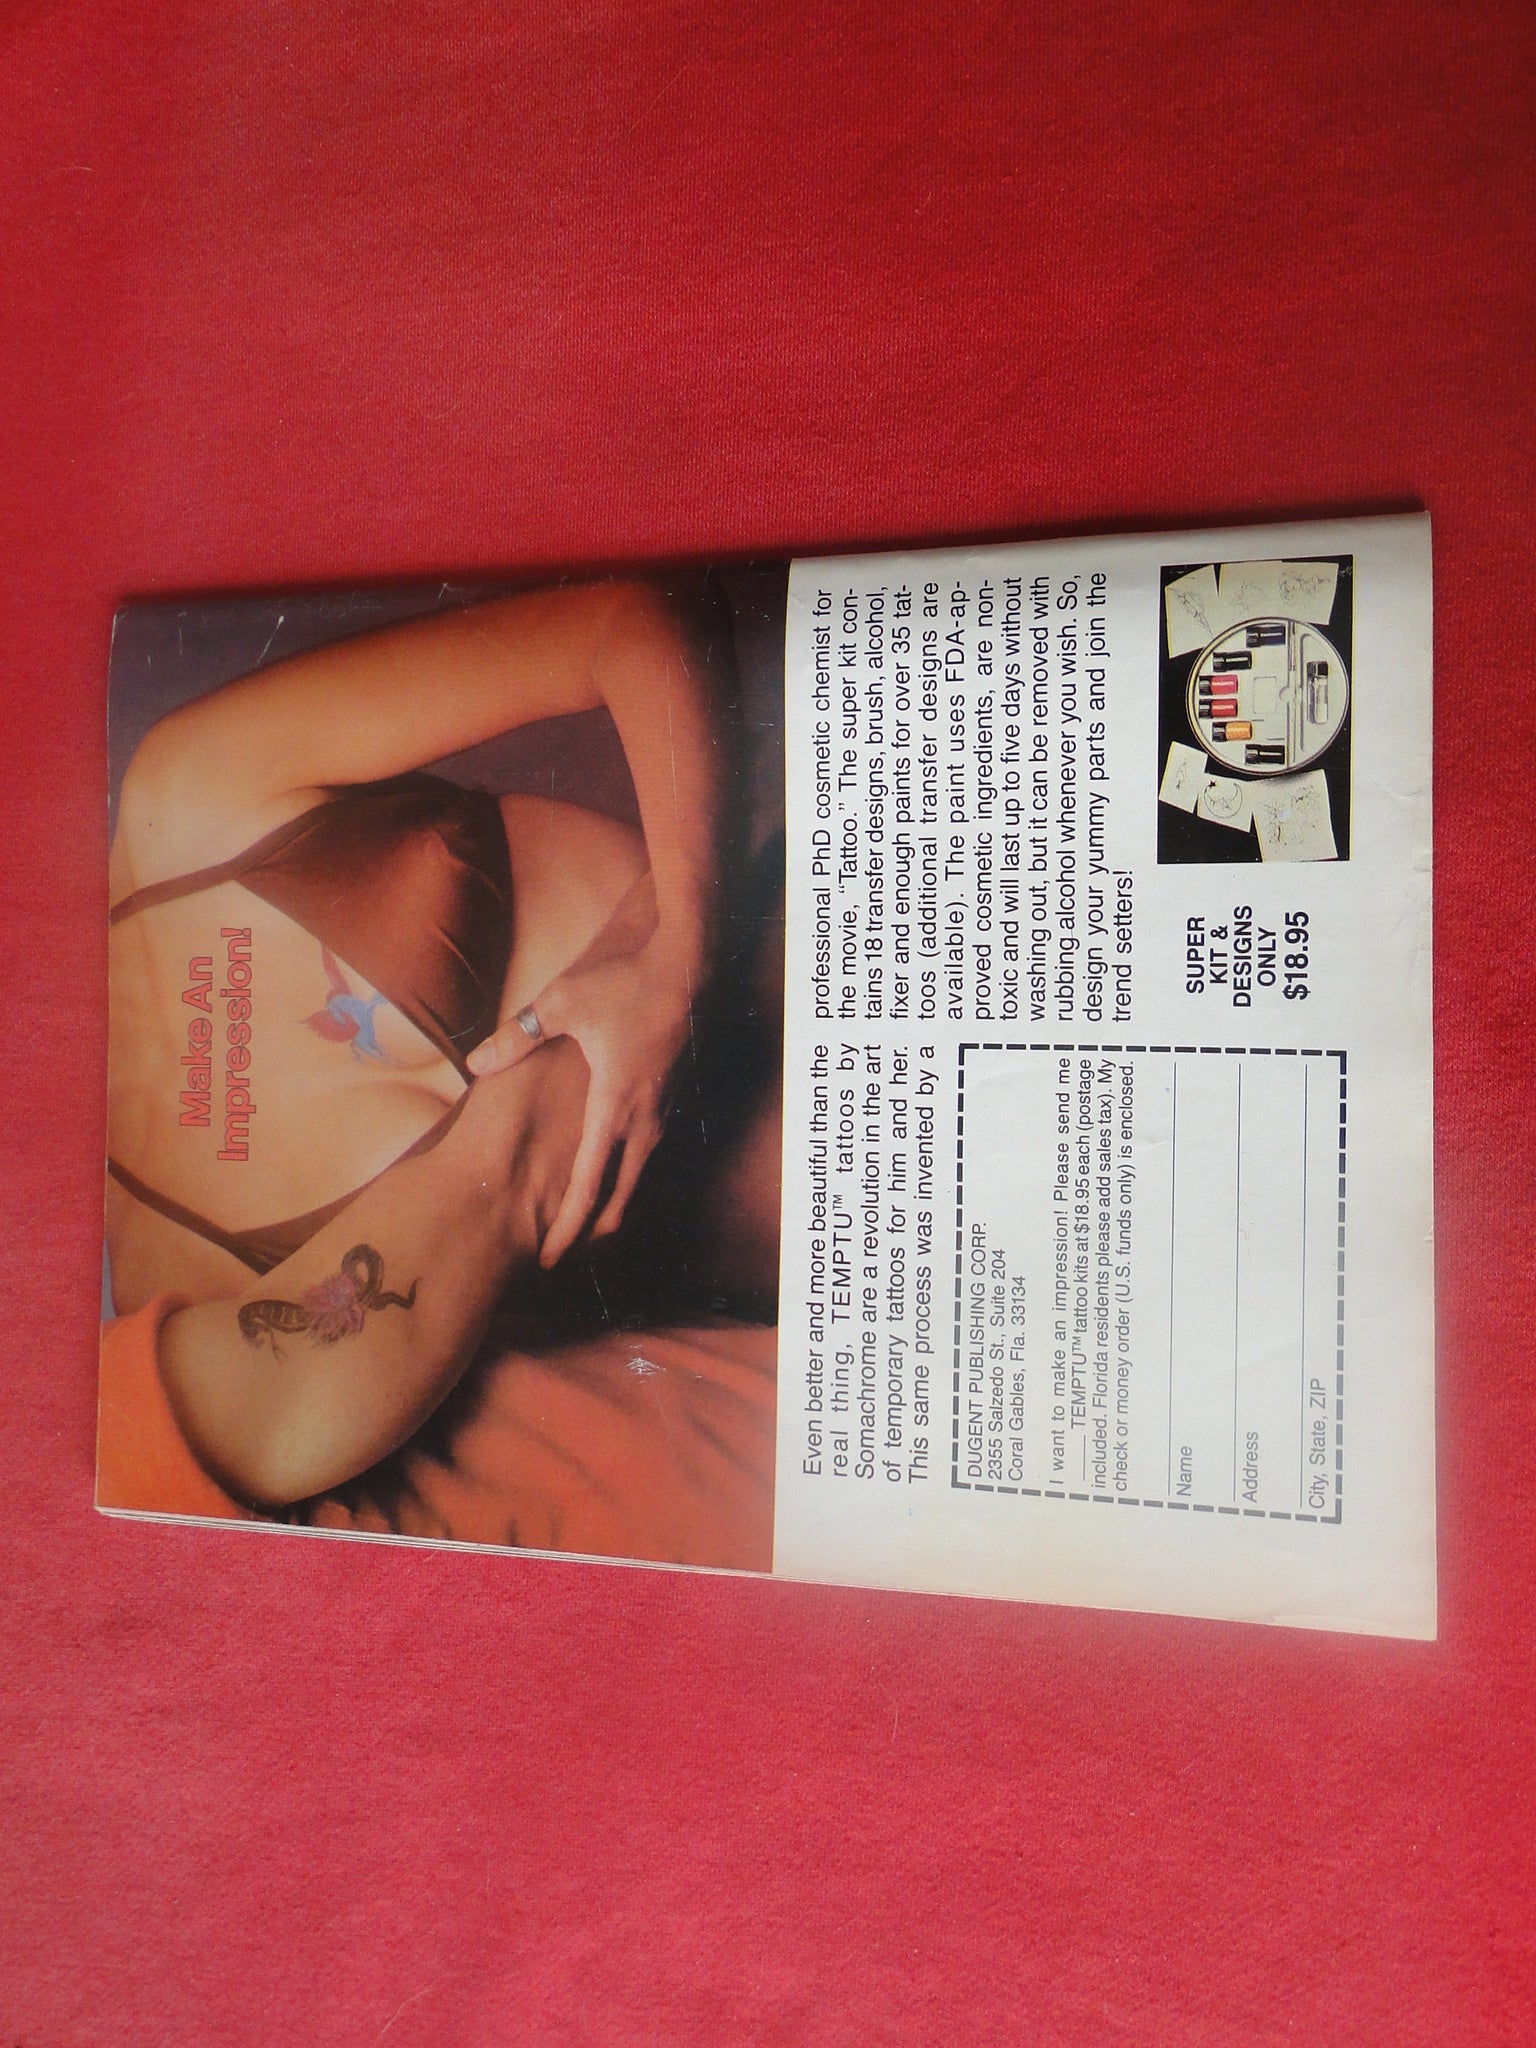 Make An
Impression!
Even better and more beautiful than the
real thing, TEMPTU™ tattoos by
Somachrome are a revolution in the art
of temporary tattoos for him and her.
This same process was invented by a
professional PhD cosmetic chemist for
the movie, “Tattoo.” The super kit con-
tains 18 transfer designs, brush, alcohol,
fixer and enough paints for over 35 tat-
toos (additional transfer designs are
available). The paint uses FDA-ap-
proved cosmetic ingredients, are non-
toxic and will last up to five days without
washing out, but it can be removed with
rubbing alcohol whenever you wish. So,
design your yummy parts and join the
trend setters!
DUGENT PUBLISHING CORP.
2355 Salzedo St., Suite 204
Coral Gables, Fla. 33134
I want to make an impression! Please send me
____ TEMPTU™ tattoo kits at $18.95 each (postage
included. Florida residents please add sales tax). My
check or money order (U.S. funds only) is enclosed.
Name
Address
City, State, ZIP
SUPER
KIT &
DESIGNS
ONLY
$18.95